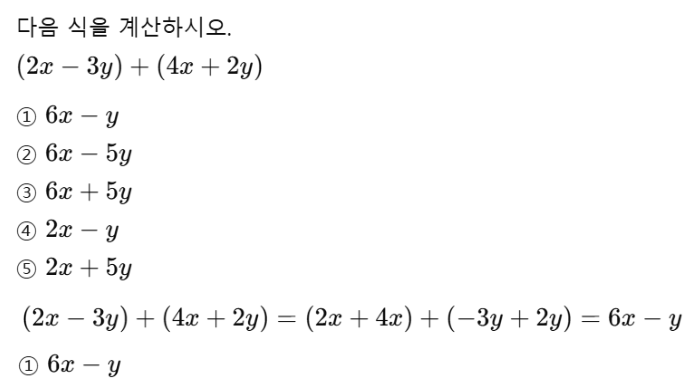 다음 식을 계산하시오.
(2x − 3y) + (4x + 2y)
① 6x − y
② 6x − 5y
③ 6x + 5y
④ 2x − y
⑤ 2x + 5y
(2x − 3y) + (4x + 2y) = (2x + 4x) + (−3y + 2y) = 6x − y
① 6x − y